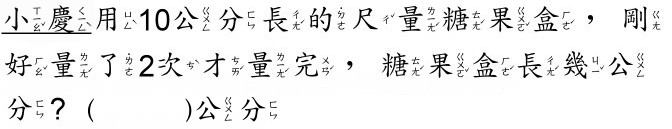 小慶用10公分長的尺量糖果盒，剛
好量了2次才量完，糖果盒長幾公
分？（　　　）公分